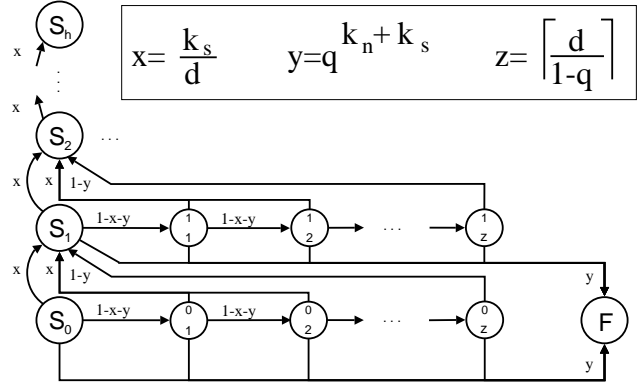 S_h
x
x = k_s / d
y = q^{k_n + k_s}
z = ⌈ d / 1-q ⌉
. . .
x
S_2 . . .
x x 1-y
S_1 1-x-y 1 1 1-x-y 1 2 . . . 1 z
x x 1-y y
S_0 1-x-y 0 1 1-x-y 0 2 . . . 0 z F
y